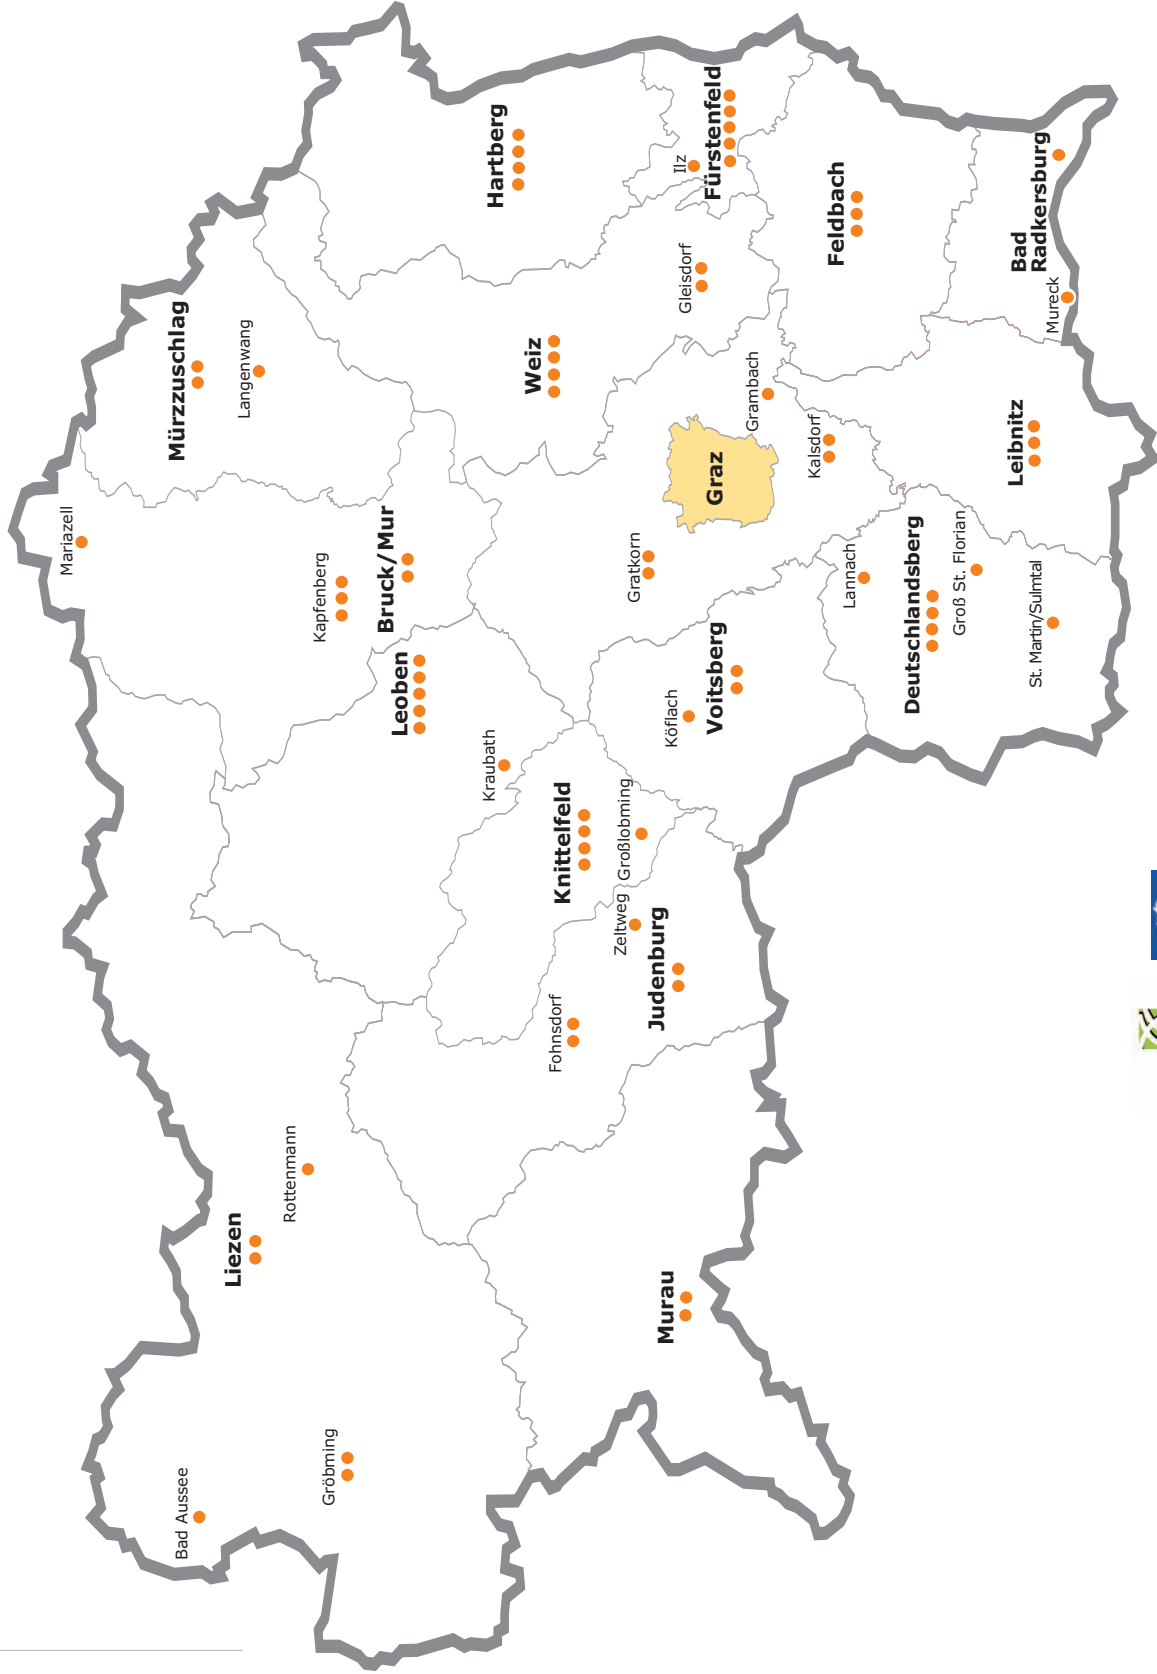 Mariazell
Mürzzuschlag
Langenwang
Bad Aussee
Liezen
Rottenmann
Gröbming
Kapfenberg
Bruck/Mur
Leoben
Hartberg
Kraubath
Weiz
Knittelfeld
Fohnsdorf
Großlobming
Zeltweg
Gratkorn
Ilz
Gleisdorf
Fürstenfeld
Judenburg
Murau
Köflach
Voitsberg
Graz
Grambach
Kalsdorf
Feldbach
Lannach
Deutschlandsberg
Groß St. Florian
St. Martin/Sulmtal
Leibnitz
Bad
Radkersburg
Mureck